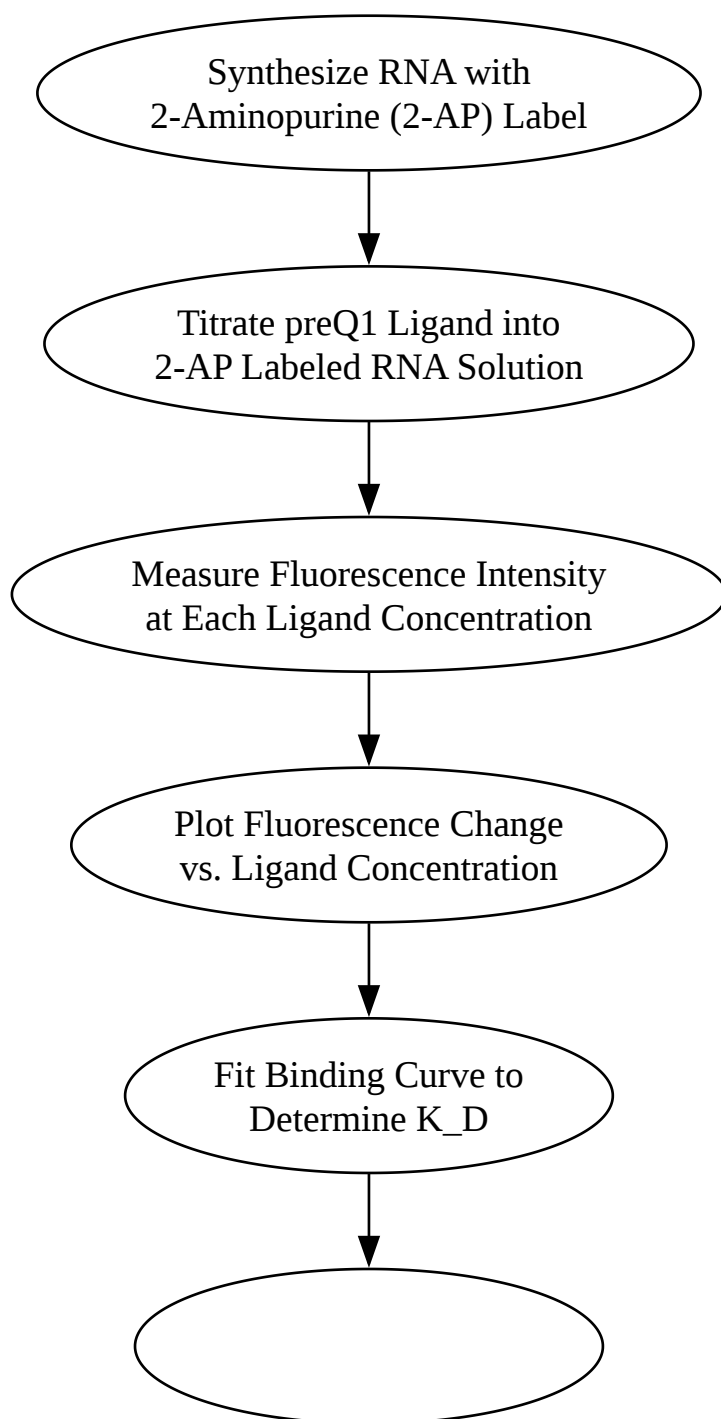 Synthesize RNA with
2-Aminopurine (2-AP) Label
Titrate preQ1 Ligand into
2-AP Labeled RNA Solution
Measure Fluorescence Intensity
at Each Ligand Concentration
Plot Fluorescence Change
vs. Ligand Concentration
Fit Binding Curve to
Determine K_D